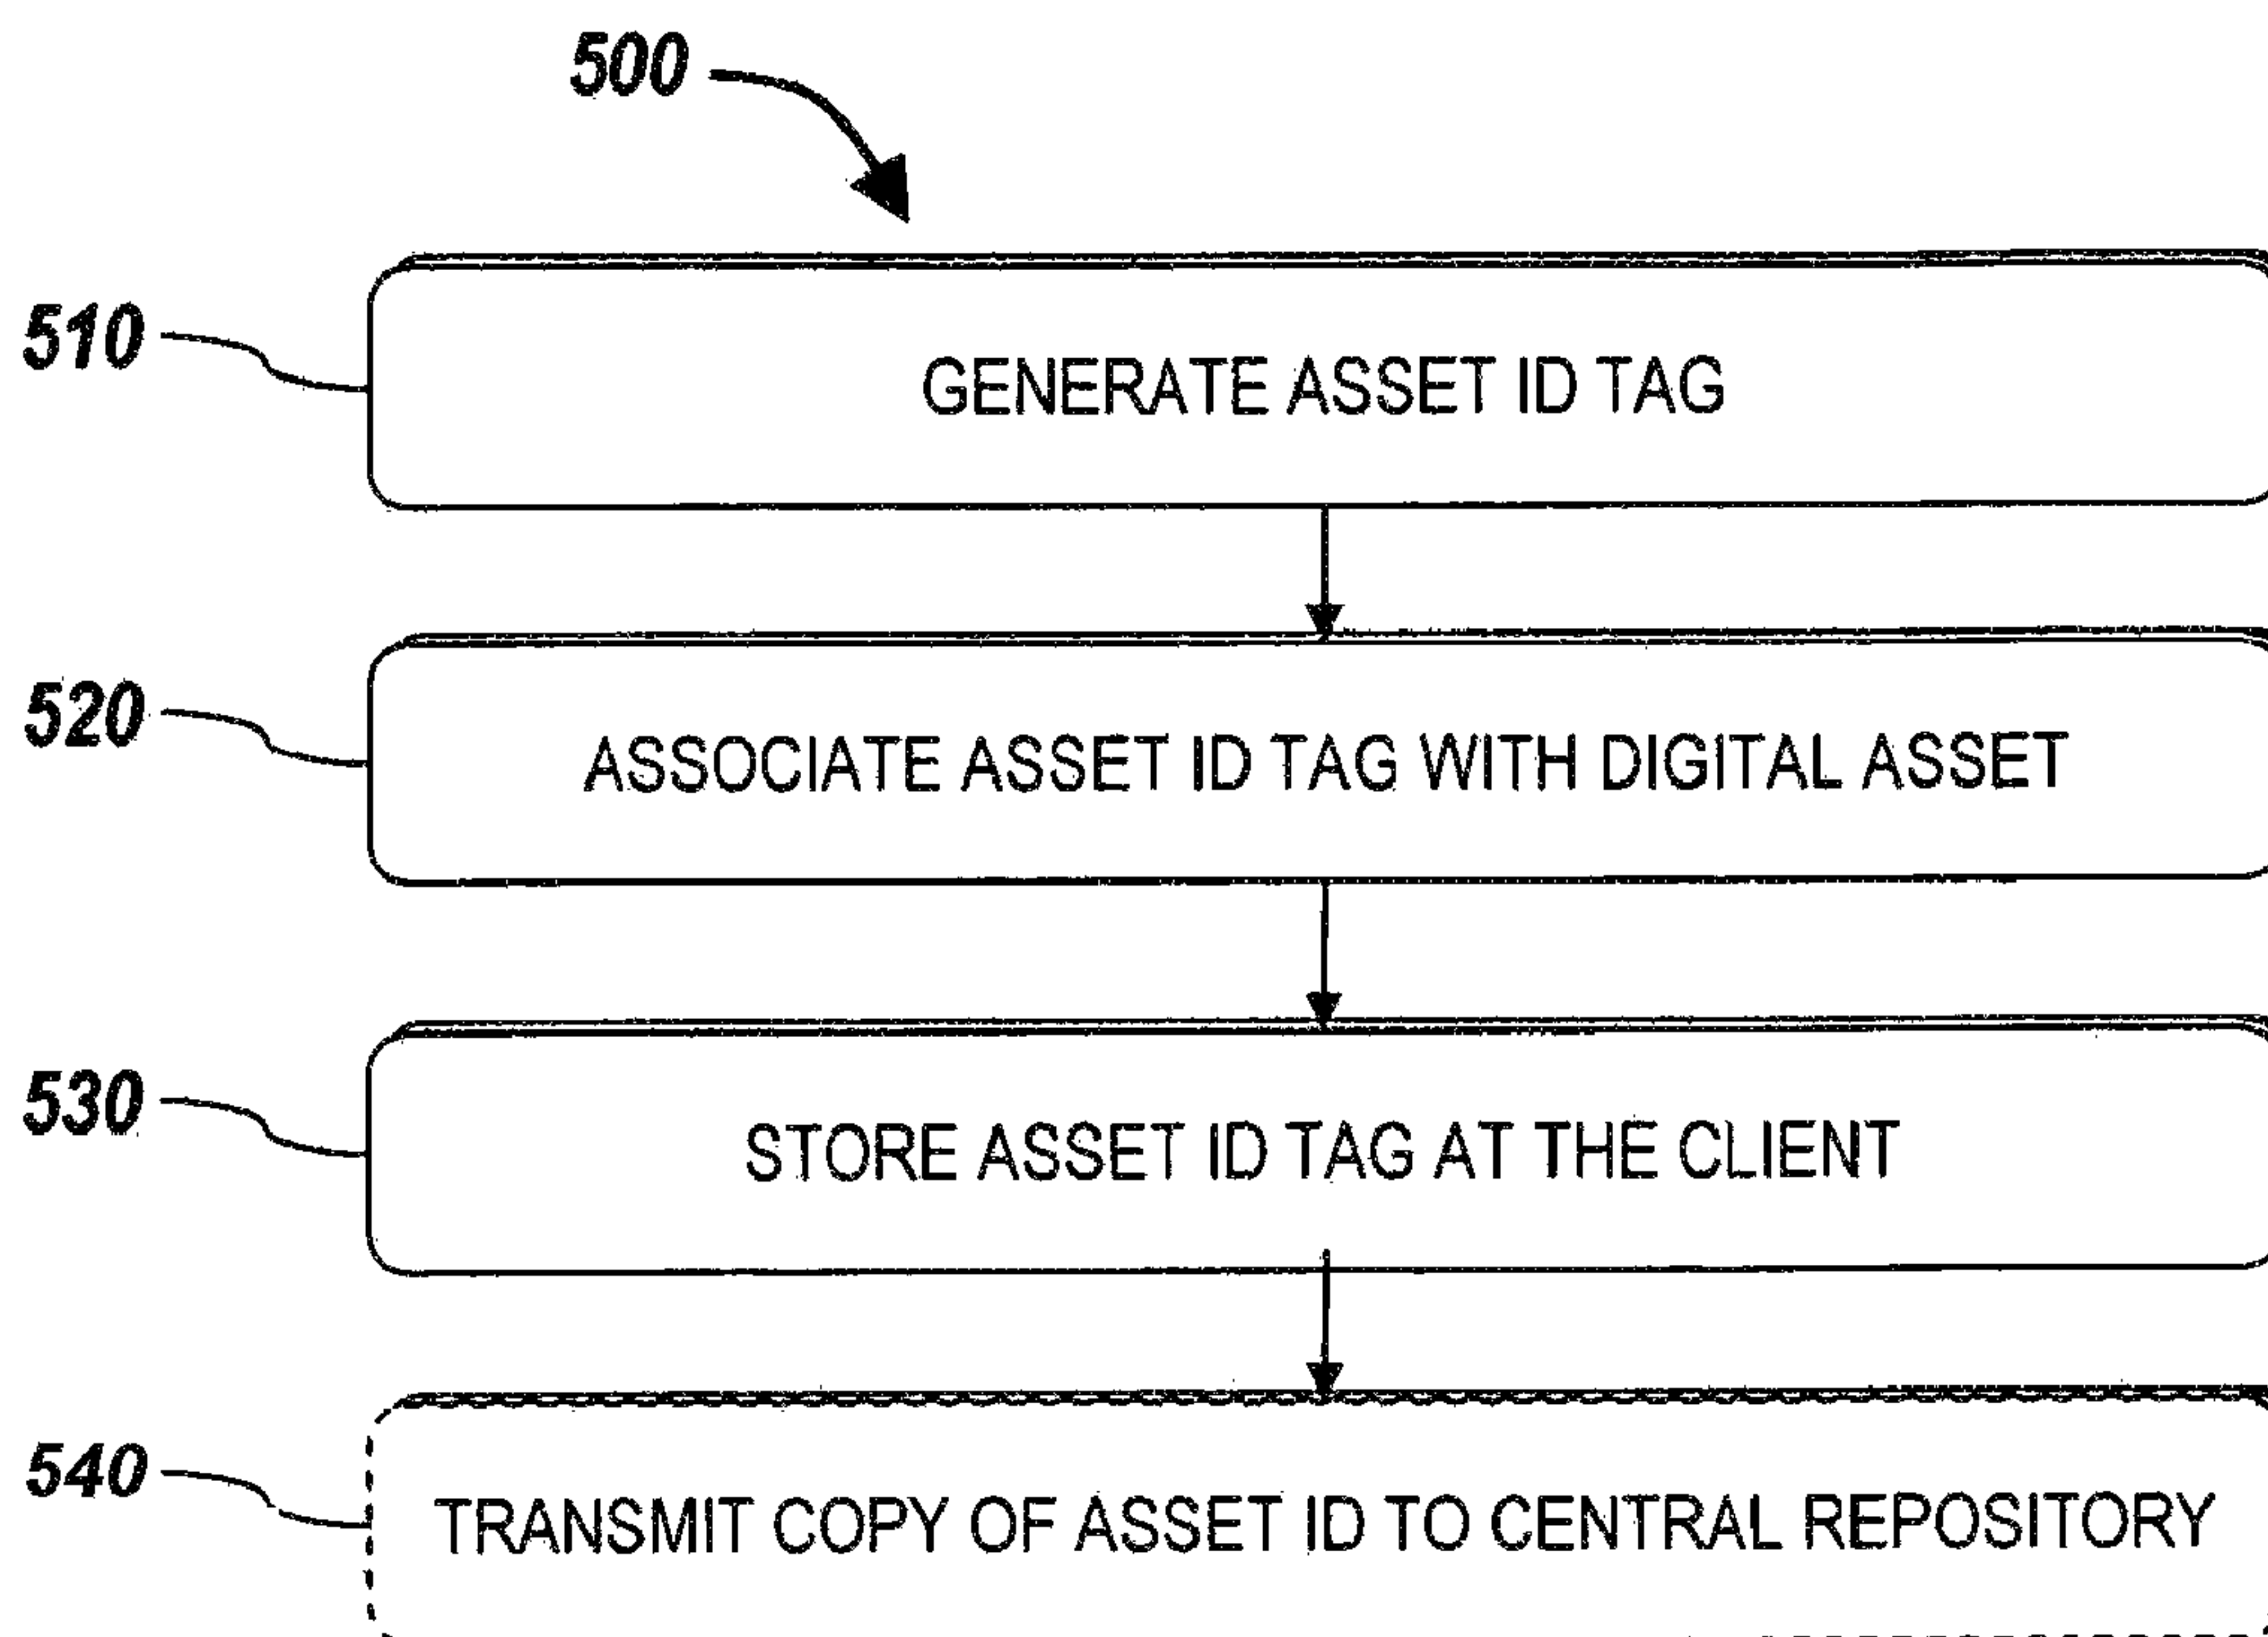 500
510
GENERATE ASSET ID TAG
520
ASSOCIATE ASSET ID TAG WITH DIGITAL ASSET
530
STORE ASSET ID TAG AT THE CLIENT
540
TRANSMIT COPY OF ASSET ID TO CENTRAL REPOSITORY